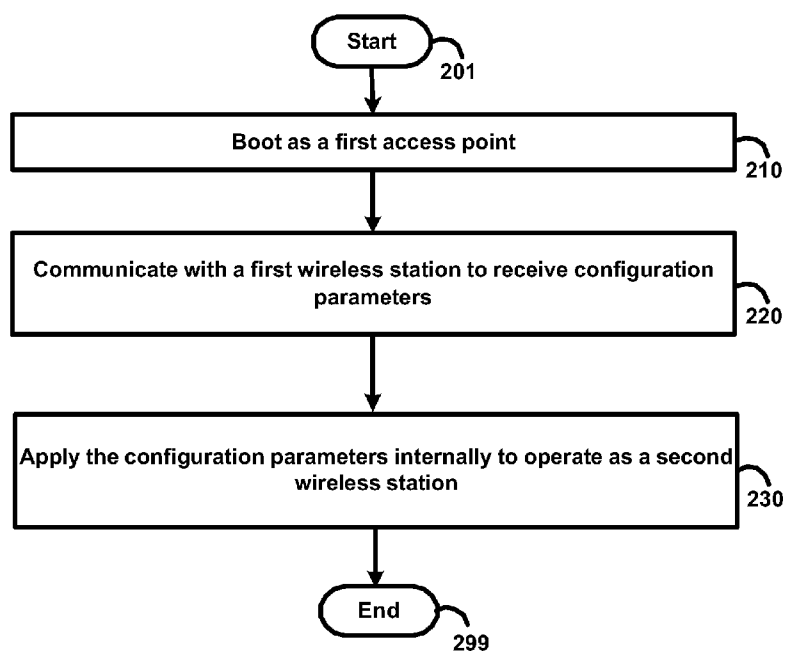 Start
201
Boot as a first access point
210
Communicate with a first wireless station to receive configuration
parameters
220
Apply the configuration parameters internally to operate as a second
wireless station
230
End
299